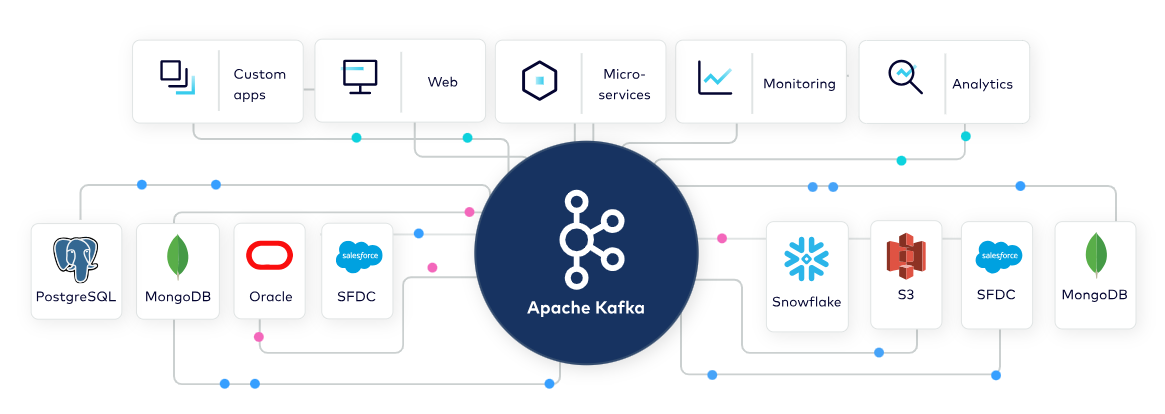 Custom
apps
Web
Micro-
services
Monitoring
Analytics
PostgreSQL
MongoDB
Oracle
salesforce
SFDC
Apache Kafka
Snowflake
S3
salesforce
SFDC
MongoDB